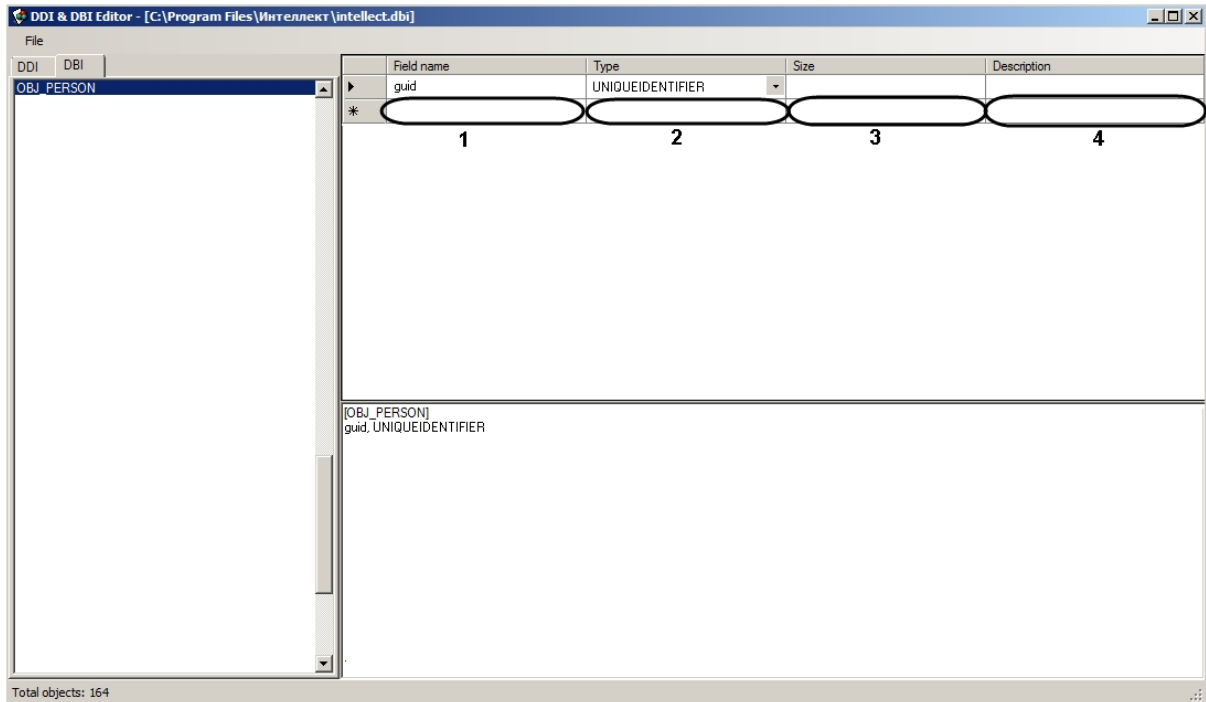 DDI & DBI Editor - [C:\Program Files\Интеллект\intellect.dbi]
File
DDI DBI
Field name Type Size Description
OBJ_PERSON
guid UNIQUEIDENTIFIER
*
1 2 3 4
[OBJ_PERSON]
guid, UNIQUEIDENTIFIER
Total objects: 164